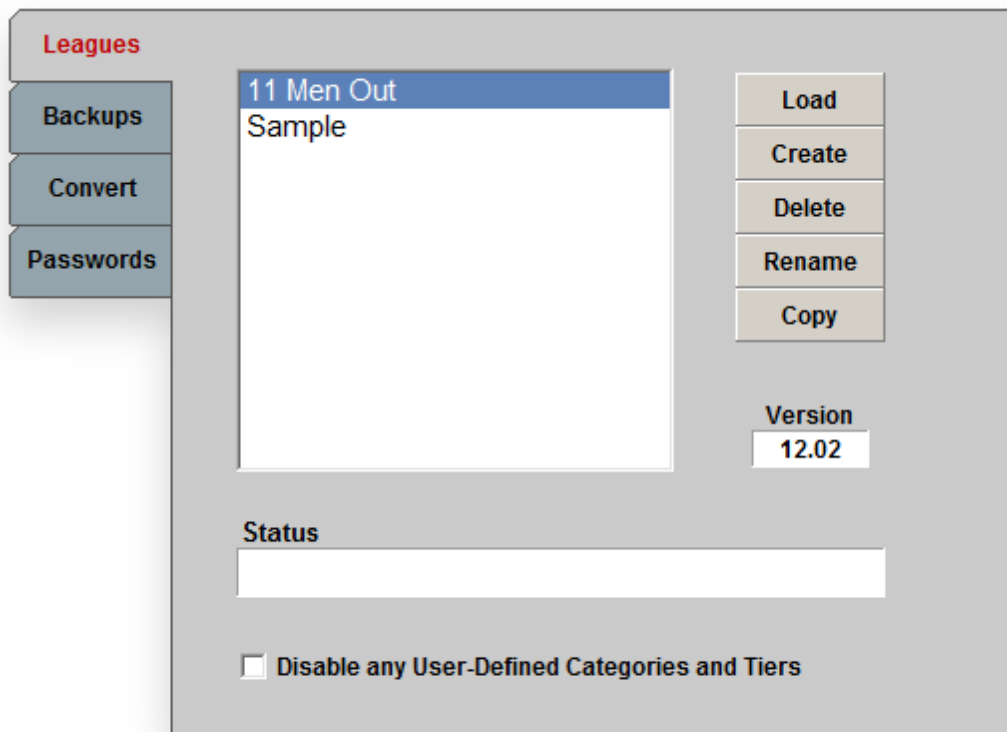 Leagues
Backups
Convert
Passwords
11 Men Out
Sample
Load
Create
Delete
Rename
Copy
Version
12.02
Status
Disable any User-Defined Categories and Tiers